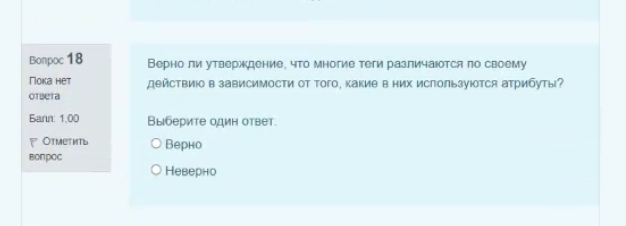 Вопрос 18
Пока нет
ответа
Балл: 1,00
Отметить
вопрос
Верно ли утверждение, что многие теги различаются по своему
действию в зависимости от того, какие в них используются атрибуты?
Выберите один ответ:
Верно
Неверно